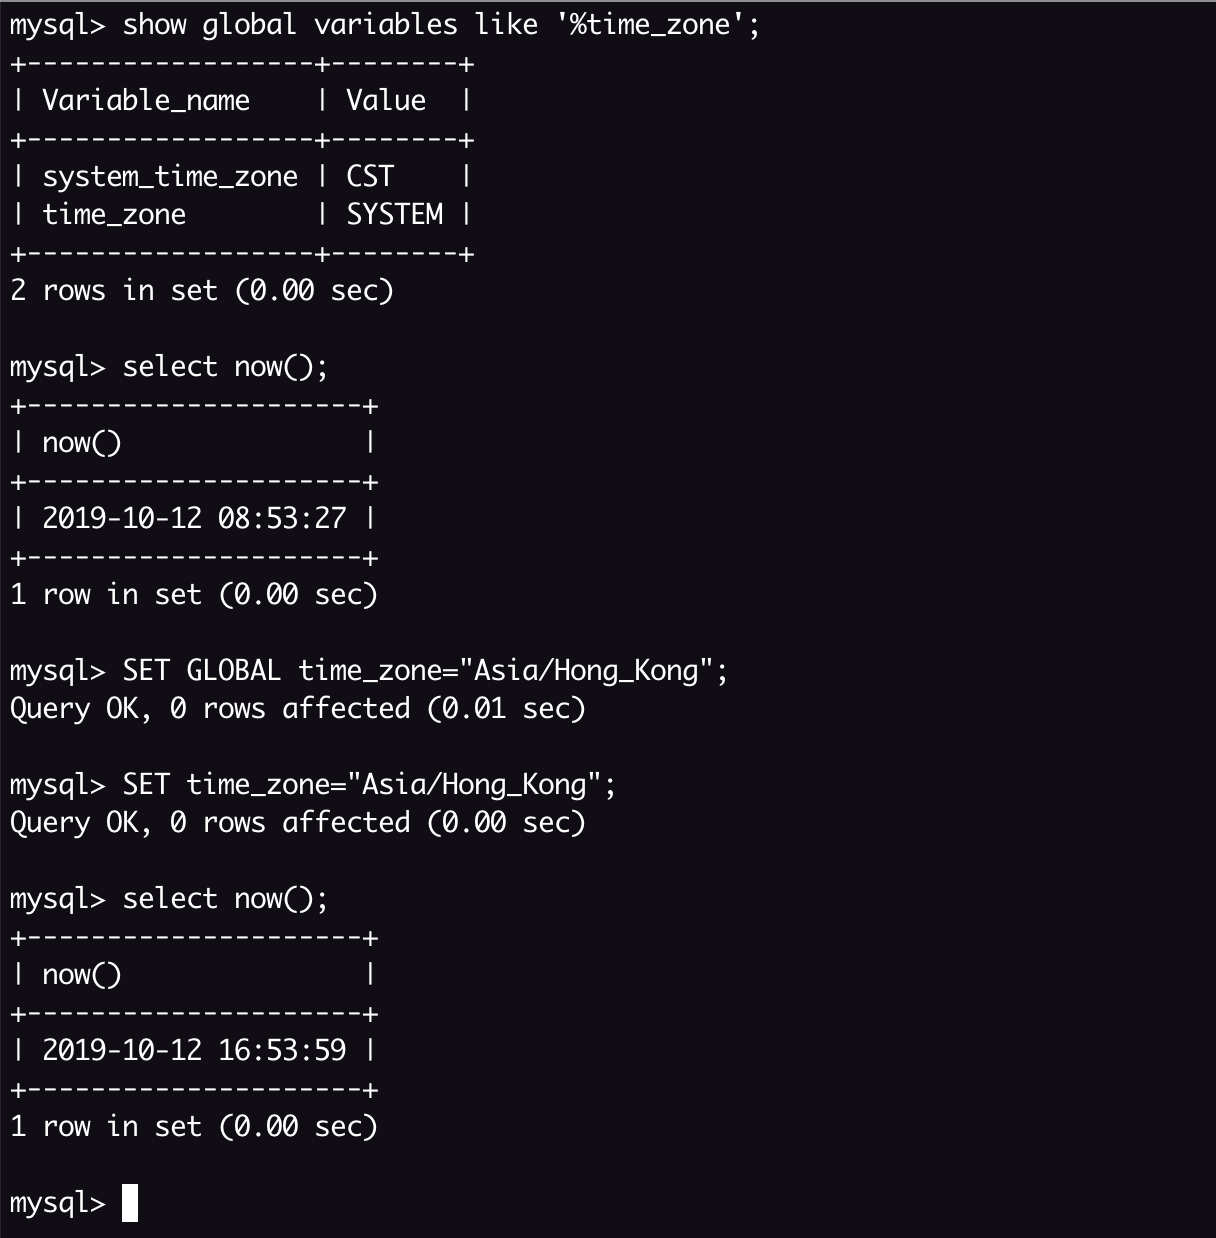 mysql> show global variables like '%time_zone';
+------------------+--------+
| Variable_name    | Value  |
+------------------+--------+
| system_time_zone | CST    |
| time_zone        | SYSTEM |
+------------------+--------+
2 rows in set (0.00 sec)

mysql> select now();
+---------------------+
| now()               |
+---------------------+
| 2019-10-12 08:53:27 |
+---------------------+
1 row in set (0.00 sec)

mysql> SET GLOBAL time_zone="Asia/Hong_Kong";
Query OK, 0 rows affected (0.01 sec)

mysql> SET time_zone="Asia/Hong_Kong";
Query OK, 0 rows affected (0.00 sec)

mysql> select now();
+---------------------+
| now()               |
+---------------------+
| 2019-10-12 16:53:59 |
+---------------------+
1 row in set (0.00 sec)

mysql>